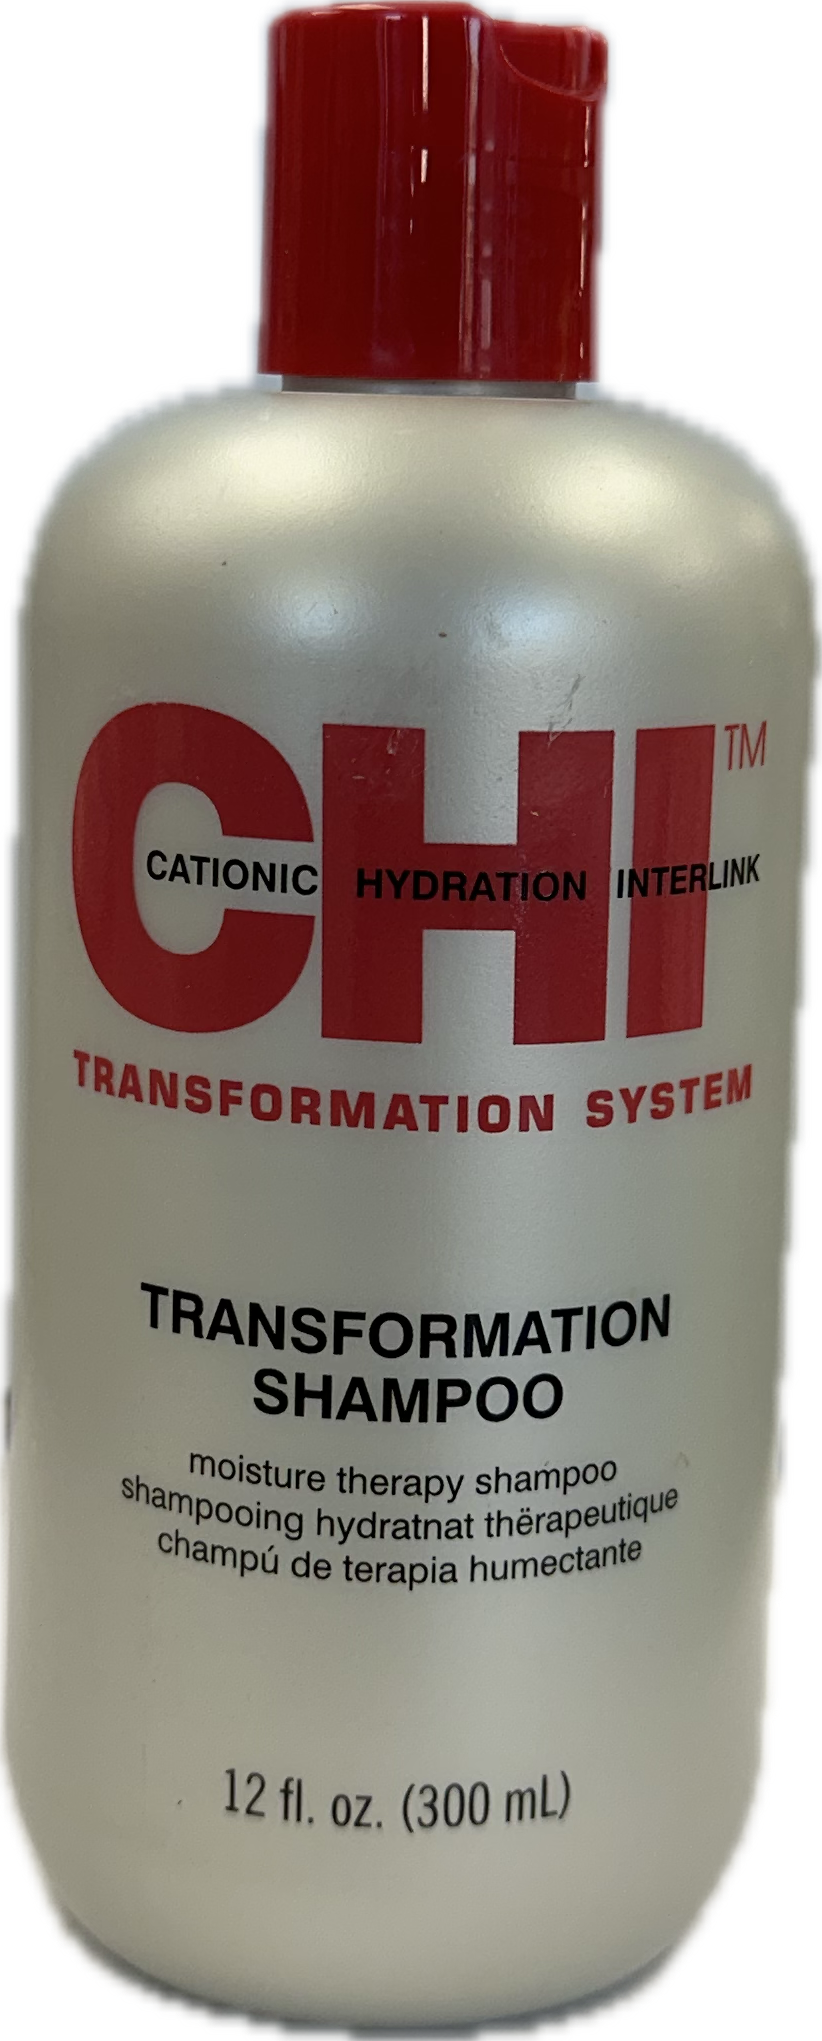 CHI™
CATIONIC HYDRATION INTERLINK
TRANSFORMATION SYSTEM
TRANSFORMATION
SHAMPOO
moisture therapy shampoo
shampooing hydratnat thërapeutique
champú de terapia humectante
12 fl. oz. (300 mL)